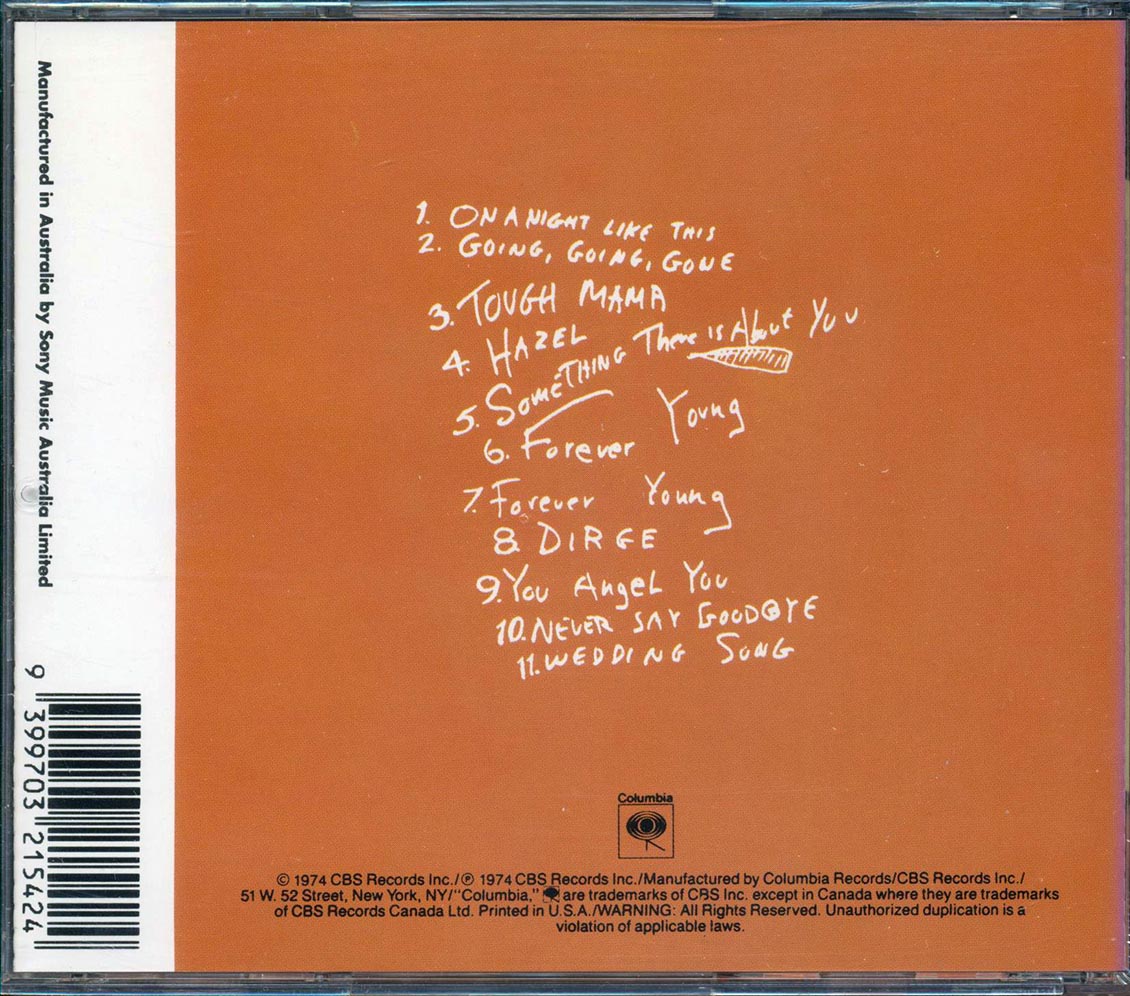 Manufactured in Australia by Sony Music Australia Limited
9 399703 215424
1. ON A NIGHT LIKE THIS
2. GOING, GOING, GONE
3. TOUGH MAMA
4. HAZEL
5. SOMETHING There is About You
6. Forever Young
7. Forever Young
8 DIRGE
9. You Angel You
10. NEVER SAY GOODBYE
11. WEDDING SONG
Columbia
© 1974 CBS Records Inc./℗ 1974 CBS Records Inc./Manufactured by Columbia Records/CBS Records Inc./
51 W. 52 Street, New York, NY/"Columbia," are trademarks of CBS Inc. except in Canada where they are trademarks
of CBS Records Canada Ltd. Printed in U.S.A./WARNING: All Rights Reserved. Unauthorized duplication is a
violation of applicable laws.